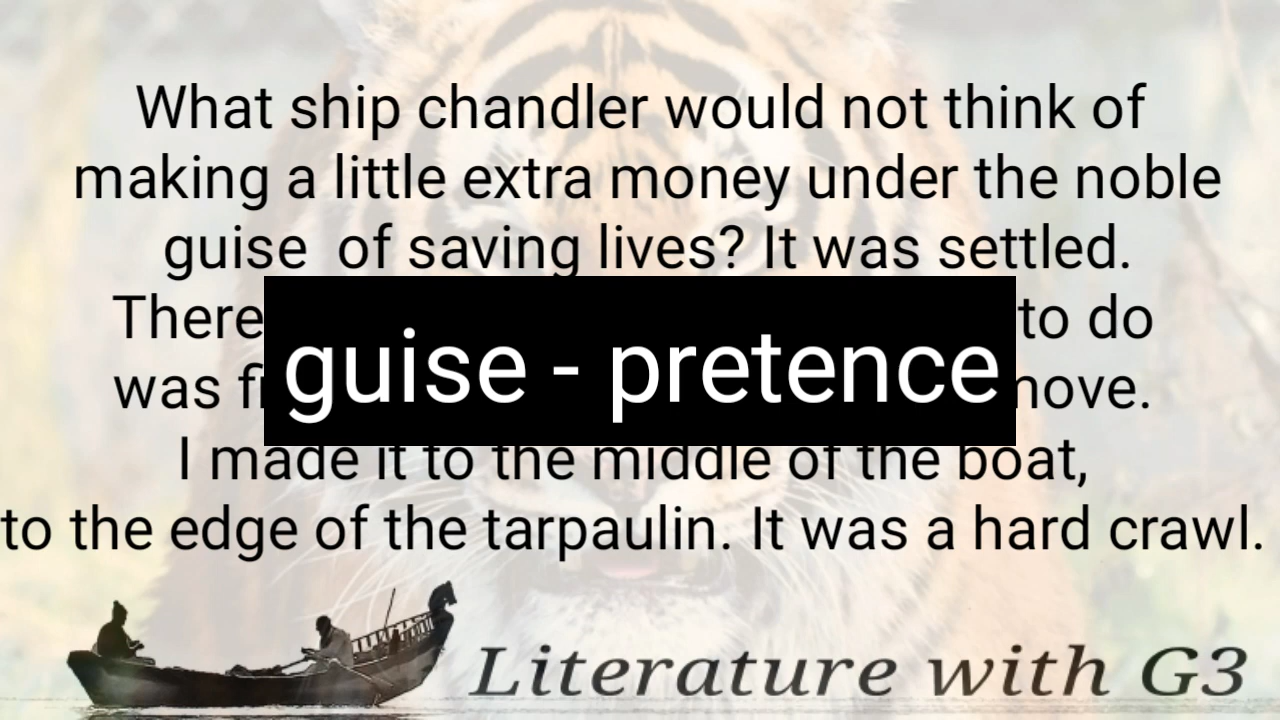 What ship chandler would not think of
making a little extra money under the noble
guise of saving lives? It was settled.
There to do
was
guise - pretence
I made it to the middle of the boat,
to the edge of the tarpaulin. It was a hard crawl.
Literature with G3